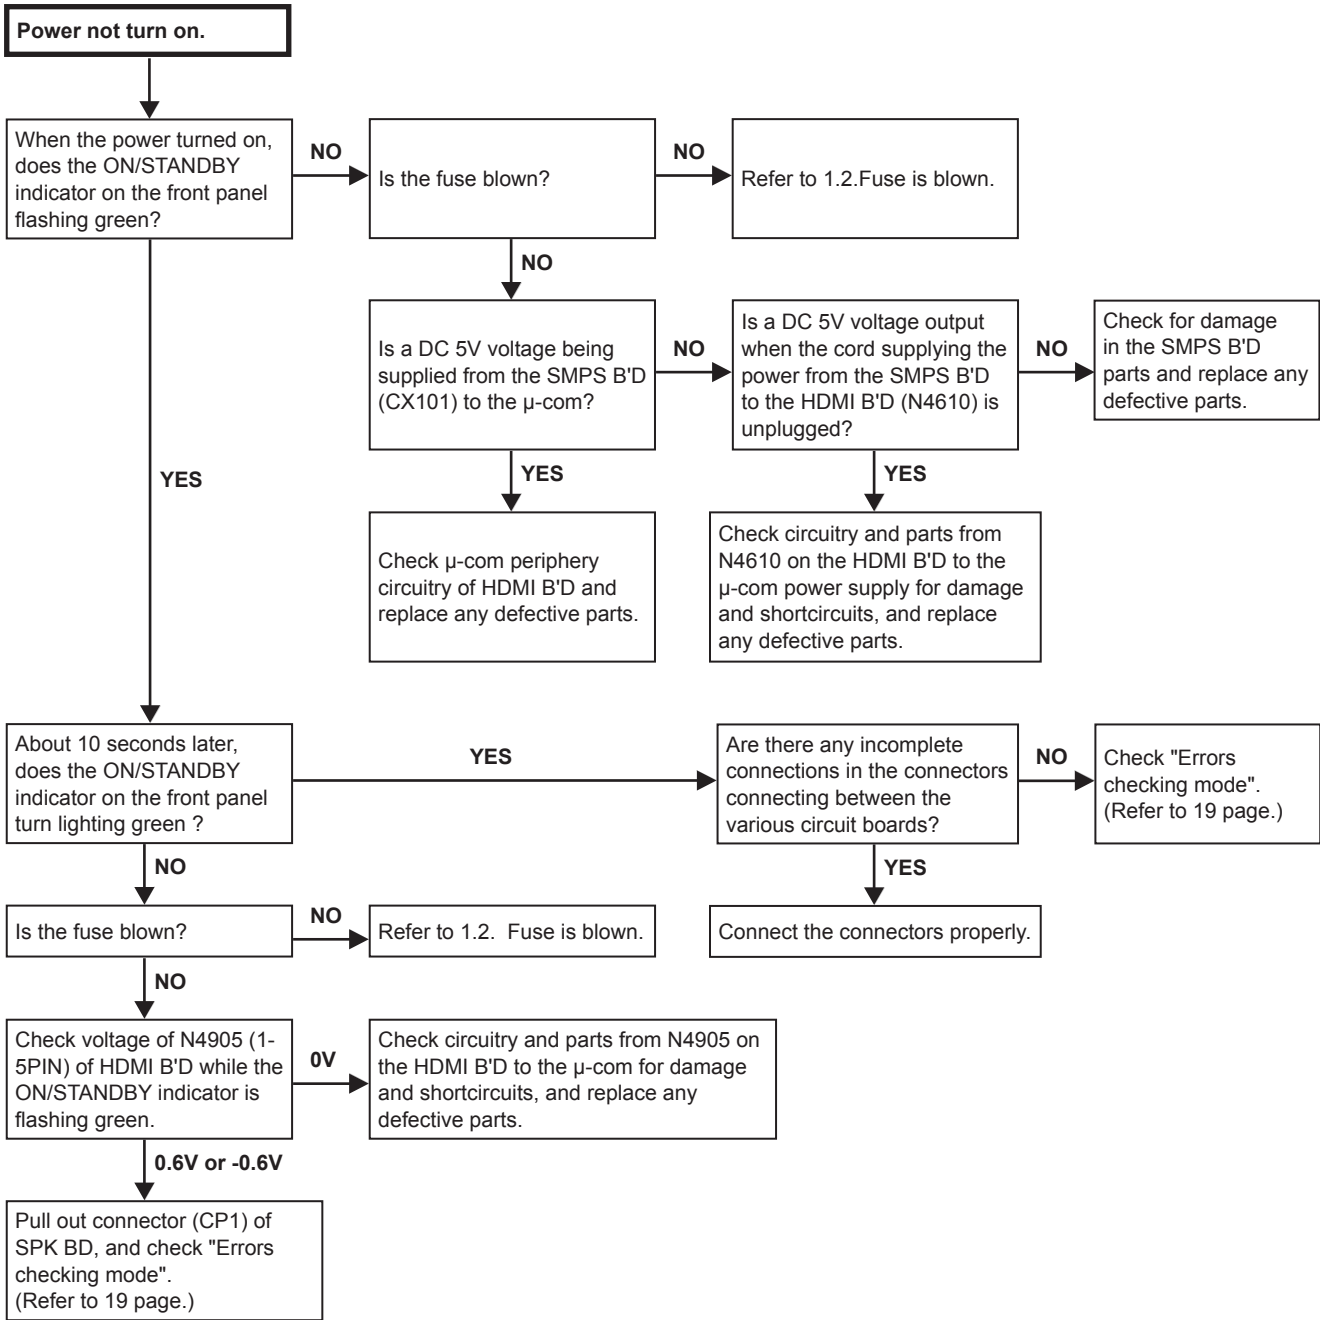 Power not turn on.
When the power turned on,
does the ON/STANDBY
indicator on the front panel
flashing green?
NO
Is the fuse blown?
NO
Refer to 1.2.Fuse is blown.
NO
Is a DC 5V voltage being
supplied from the SMPS B'D
(CX101) to the µ-com?
NO
Is a DC 5V voltage output
when the cord supplying the
power from the SMPS B'D
to the HDMI B'D (N4610) is
unplugged?
NO
Check for damage
in the SMPS B'D
parts and replace any
defective parts.
YES
YES
YES
Check µ-com periphery
circuitry of HDMI B'D and
replace any defective parts.
Check circuitry and parts from
N4610 on the HDMI B'D to the
µ-com power supply for damage
and shortcircuits, and replace
any defective parts.
About 10 seconds later,
does the ON/STANDBY
indicator on the front panel
turn lighting green ?
YES
Are there any incomplete
connections in the connectors
connecting between the
various circuit boards?
NO
Check "Errors
checking mode".
(Refer to 19 page.)
NO
YES
Is the fuse blown?
NO
Refer to 1.2.  Fuse is blown.
Connect the connectors properly.
NO
Check voltage of N4905 (1-
5PIN) of HDMI B'D while the
ON/STANDBY indicator is
flashing green.
0V
Check circuitry and parts from N4905 on
the HDMI B'D to the µ-com for damage
and shortcircuits, and replace any
defective parts.
0.6V or -0.6V
Pull out connector (CP1) of
SPK BD, and check "Errors
checking mode".
(Refer to 19 page.)